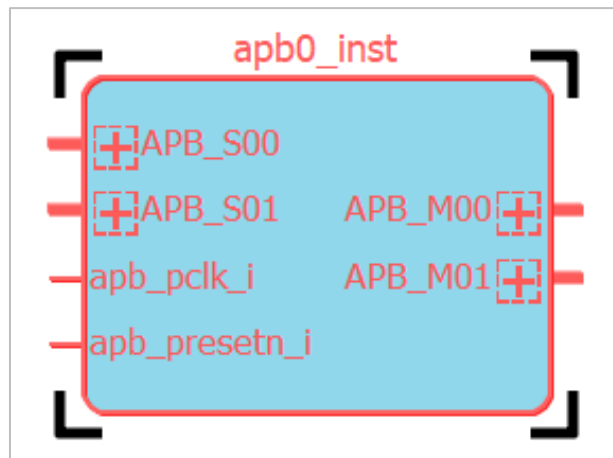 apb0_inst
APB_S00
APB_S01 APB_M00
apb_pclk_i APB_M01
apb_presetn_i